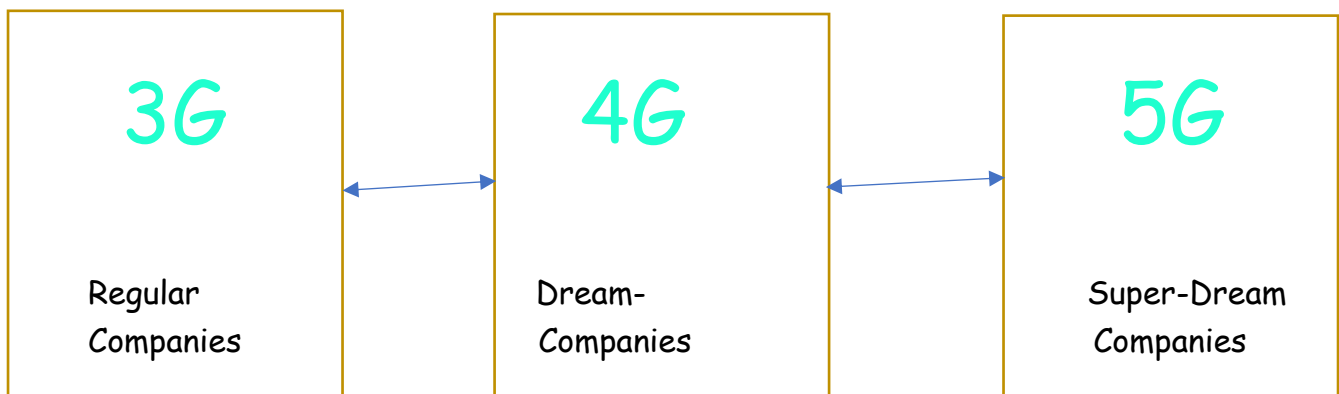 3G
Regular
Companies
4G
Dream-
Companies
5G
Super-Dream
Companies